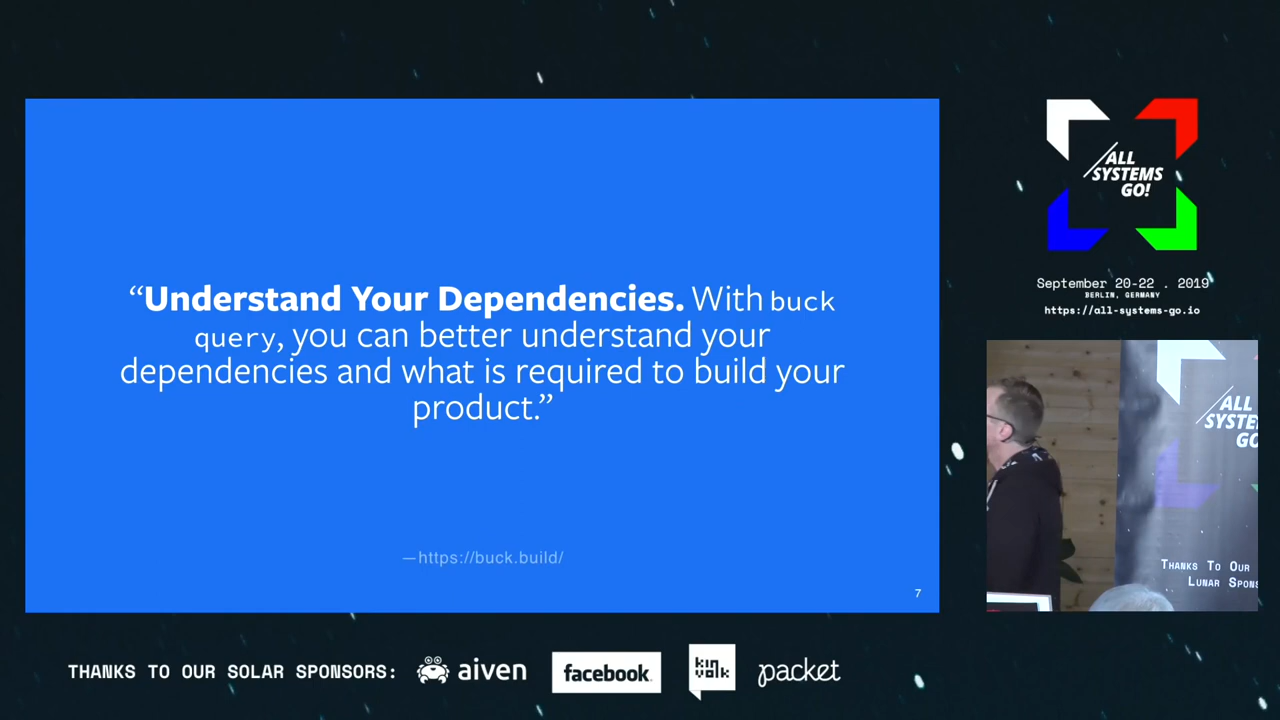 “Understand Your Dependencies. With buck
query, you can better understand your
dependencies and what is required to build your
product.”
—https://buck.build/
7
ALL
SYSTEMS
GO!
September 20-22 . 2019
BERLIN, GERMANY
https://all-systems-go.io
ALL
SYSTE
GO
THANKS TO OUR
LUNAR SPONS
THANKS TO OUR SOLAR SPONSORS:
aiven
facebook
kin
volk
packet